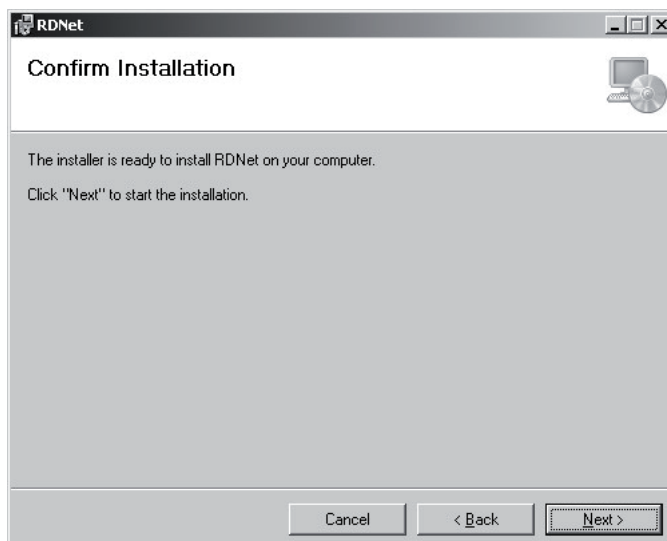 RDNet
Confirm Installation
The installer is ready to install RDNet on your computer.
Click "Next" to start the installation.
Cancel
< Back
Next >